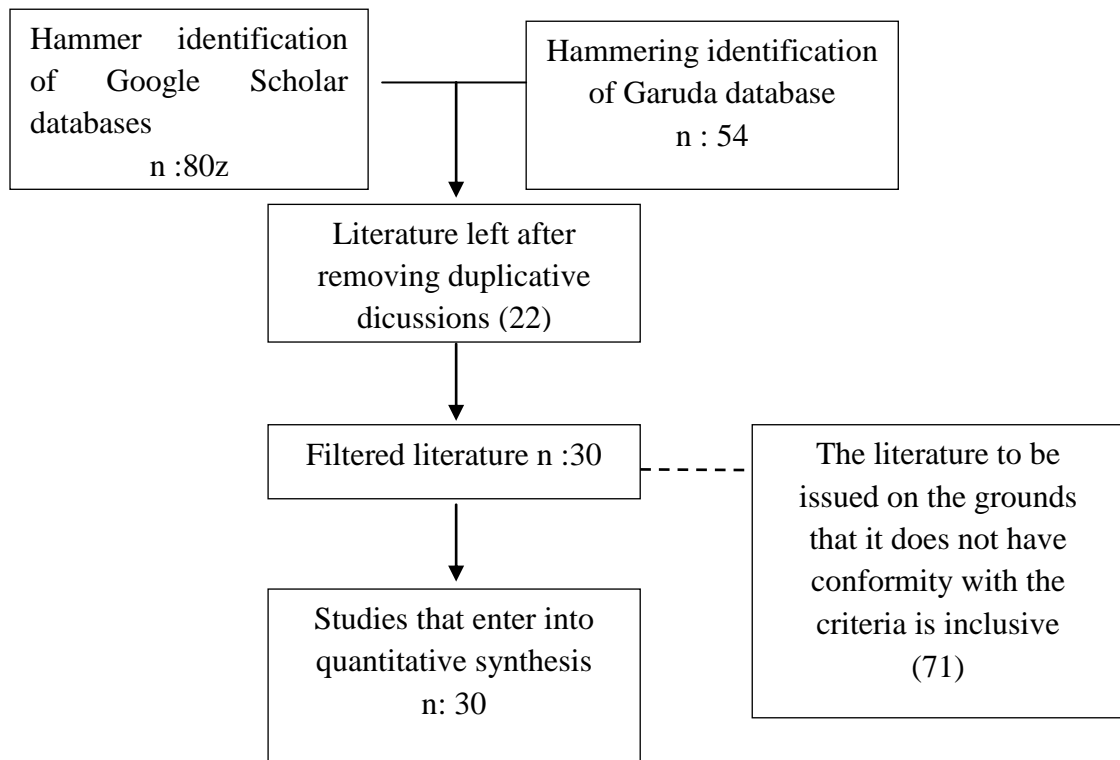 Hammer identification
of Google Scholar
databases
n :80z
Hammering identification
of Garuda database
n : 54
Literature left after
removing duplicative
dicussions (22)
Filtered literature n :30
The literature to be
issued on the grounds
that it does not have
conformity with the
criteria is inclusive
(71)
Studies that enter into
quantitative synthesis
n: 30